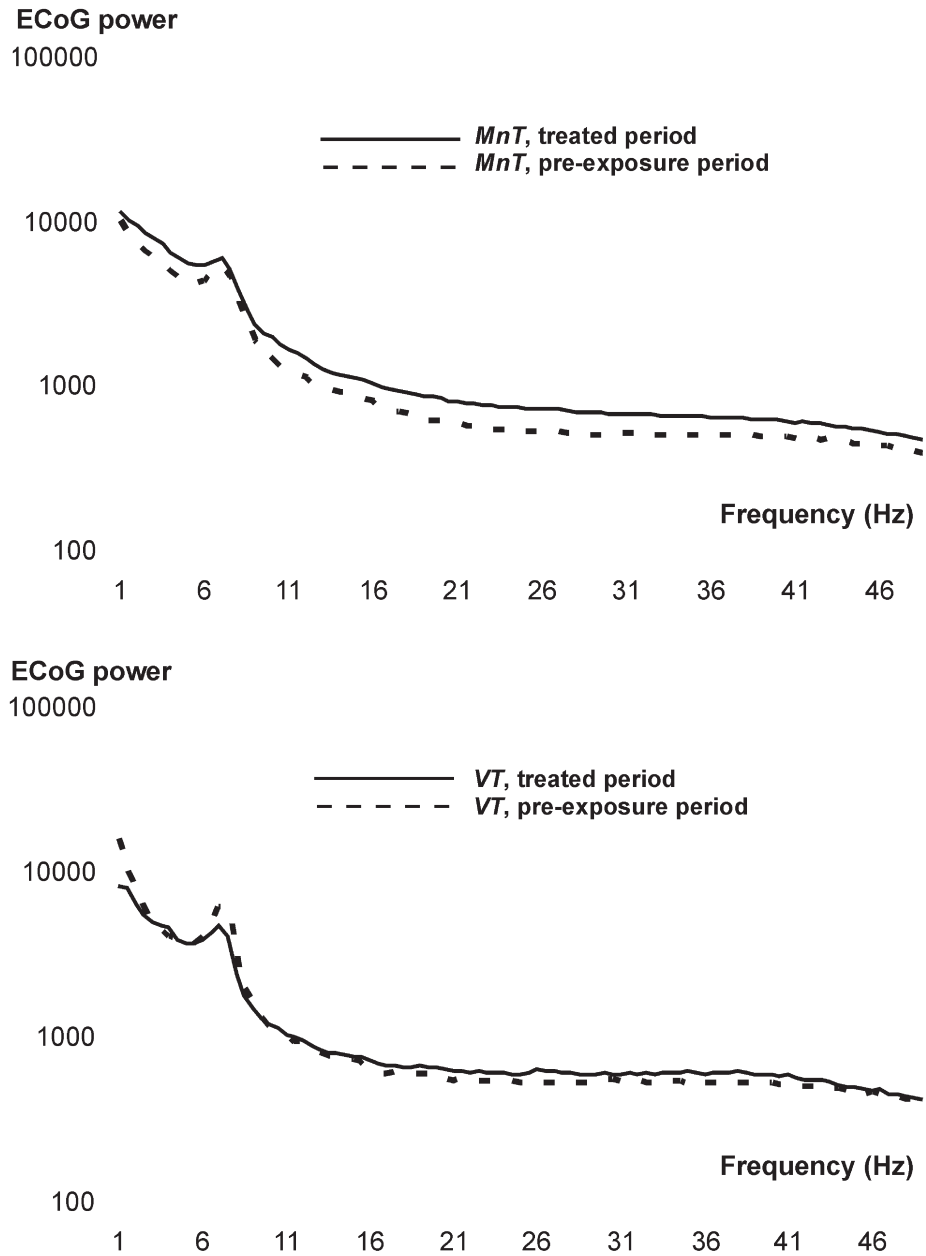 ECoG power
100000
MnT, treated period
MnT, pre-exposure period
10000
1000
Frequency (Hz)
100
1 6 11 16 21 26 31 36 41 46
ECoG power
100000
VT, treated period
VT, pre-exposure period
10000
1000
Frequency (Hz)
100
1 6 11 16 21 26 31 36 41 46